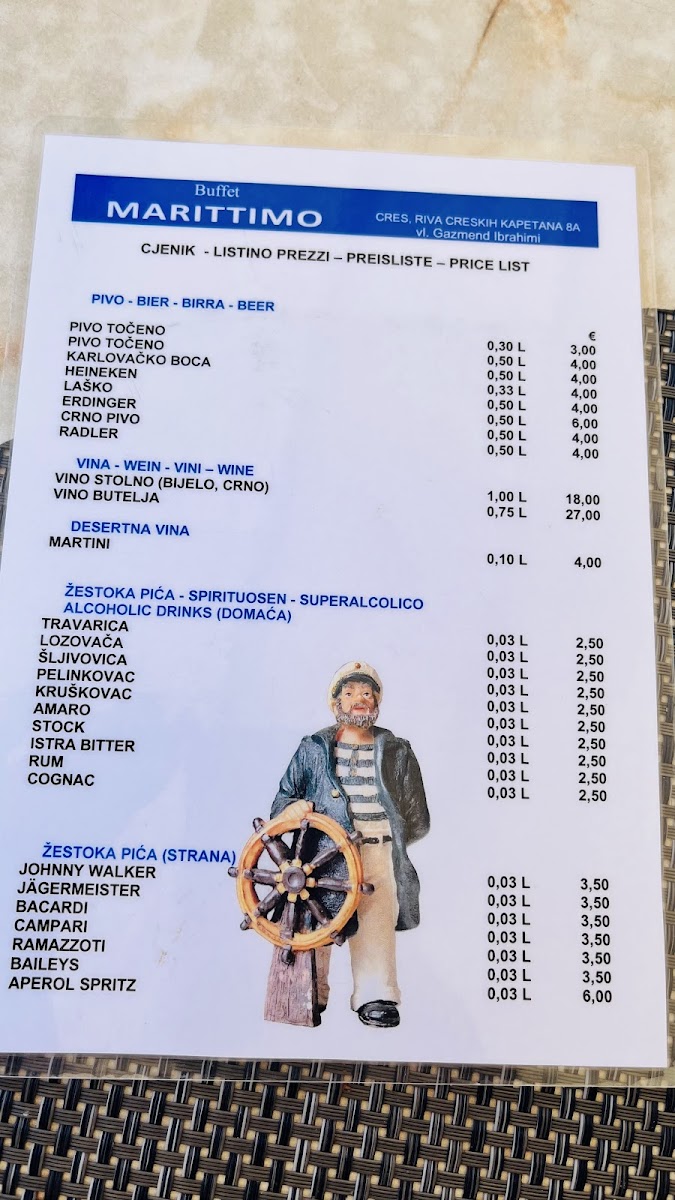 Buffet
MARITTIMO
CRES, RIVA CRESKIH KAPETANA 8A
vl. Gazmend Ibrahimi
CJENIK - LISTINO PREZZI – PREISLISTE – PRICE LIST
PIVO - BIER - BIRRA - BEER
€
PIVO TOČENO 0,30 L 3,00
PIVO TOČENO 0,50 L 4,00
KARLOVAČKO BOCA 0,50 L 4,00
HEINEKEN 0,33 L 4,00
LAŠKO 0,50 L 4,00
ERDINGER 0,50 L 6,00
CRNO PIVO 0,50 L 4,00
RADLER 0,50 L 4,00
VINA - WEIN - VINI – WINE
VINO STOLNO (BIJELO, CRNO) 1,00 L 18,00
VINO BUTELJA 0,75 L 27,00
DESERTNA VINA
MARTINI 0,10 L 4,00
ŽESTOKA PIĆA - SPIRITUOSEN - SUPERALCOLICO
ALCOHOLIC DRINKS (DOMAĆA)
TRAVARICA 0,03 L 2,50
LOZOVAČA 0,03 L 2,50
ŠLJIVOVICA 0,03 L 2,50
PELINKOVAC 0,03 L 2,50
KRUŠKOVAC 0,03 L 2,50
AMARO 0,03 L 2,50
STOCK 0,03 L 2,50
ISTRA BITTER 0,03 L 2,50
RUM 0,03 L 2,50
COGNAC 0,03 L 2,50
ŽESTOKA PIĆA (STRANA)
JOHNNY WALKER 0,03 L 3,50
JÄGERMEISTER 0,03 L 3,50
BACARDI 0,03 L 3,50
CAMPARI 0,03 L 3,50
RAMAZZOTI 0,03 L 3,50
BAILEYS 0,03 L 3,50
APEROL SPRITZ 0,03 L 6,00